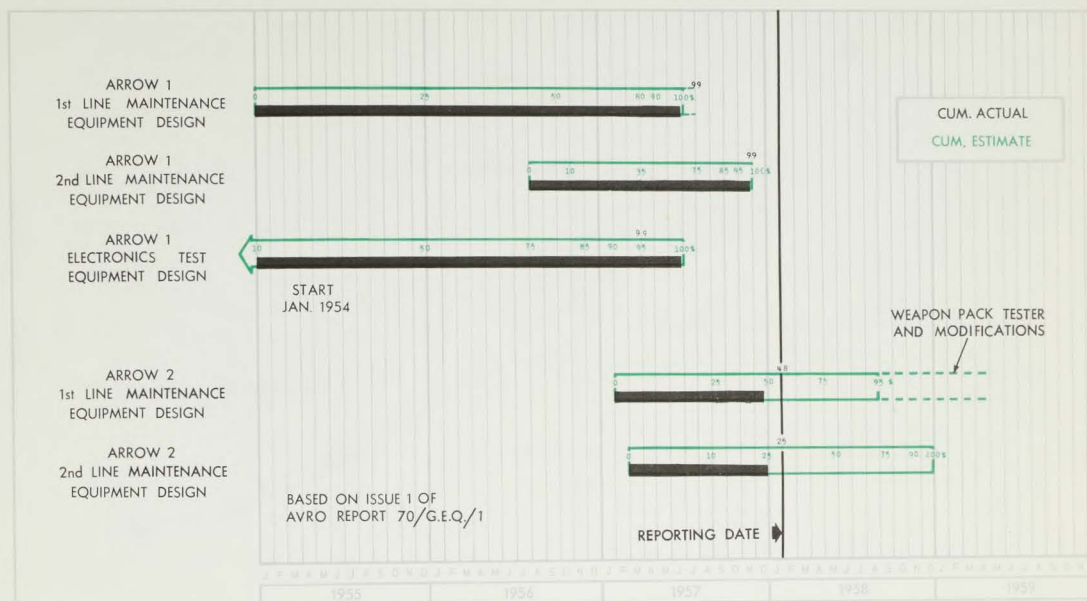 ARROW 1
1st LINE MAINTENANCE
EQUIPMENT DESIGN
99
0 25 50 80 90 100%
CUM. ACTUAL
CUM. ESTIMATE
ARROW 1
2nd LINE MAINTENANCE
EQUIPMENT DESIGN
99
0 10 35 75 85 95 100%
ARROW 1
ELECTRONICS TEST
EQUIPMENT DESIGN
99
10 50 75 85 90 95 100%
START
JAN. 1954
WEAPON PACK TESTER
AND MODIFICATIONS
ARROW 2
1st LINE MAINTENANCE
EQUIPMENT DESIGN
48
0 25 50 75 95 %
ARROW 2
2nd LINE MAINTENANCE
EQUIPMENT DESIGN
25
0 10 25 50 75 90 100%
BASED ON ISSUE 1 OF
AVRO REPORT 70/G.E.Q./1
REPORTING DATE
J F M A M J J A S O N D J F M A M J J A S O N D J F M A M J J A S O N D J F M A M J J A S O N D J F M A M J J A S O N
1955 1956 1957 1958 1959